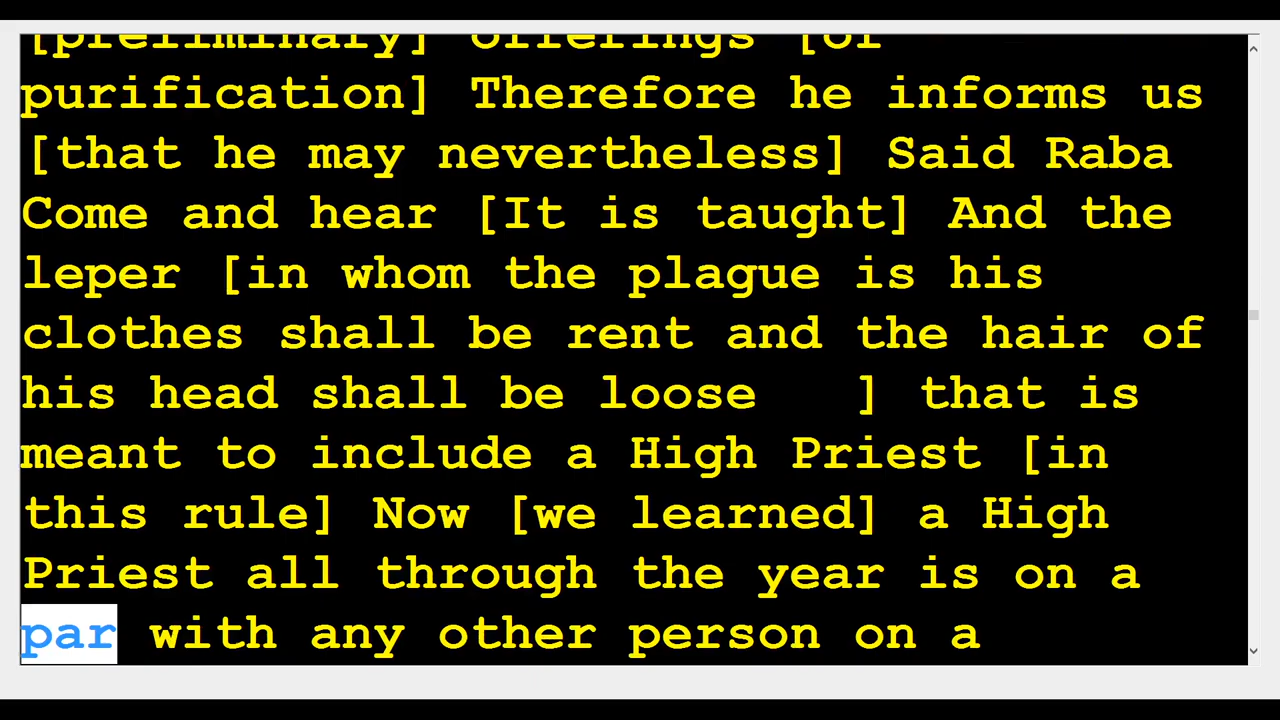 [preliminary] offerings [of
purification] Therefore he informs us
[that he may nevertheless] Said Raba
Come and hear [It is taught] And the
leper [in whom the plague is his
clothes shall be rent and the hair of
his head shall be loose ] that is
meant to include a High Priest [in
this rule] Now [we learned] a High
Priest all through the year is on a
par with any other person on a